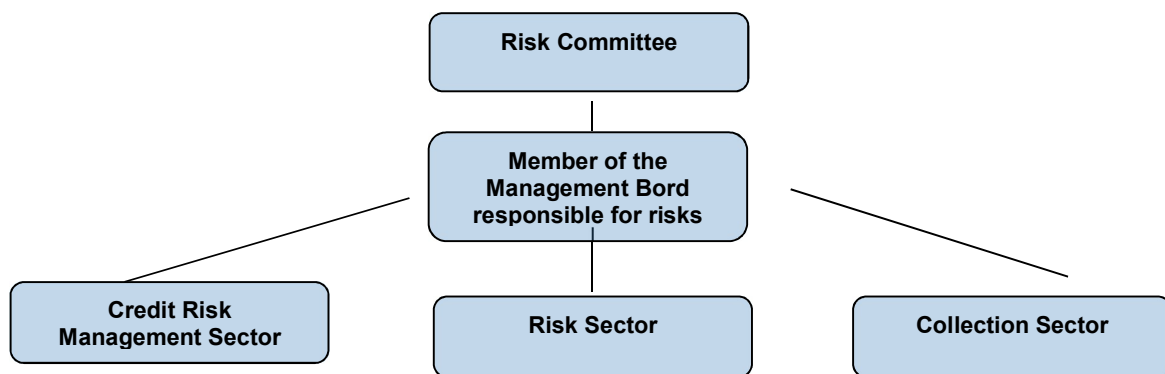 Risk Committee
Member of the
Management Bord
responsible for risks
Credit Risk
Management Sector
Risk Sector
Collection Sector